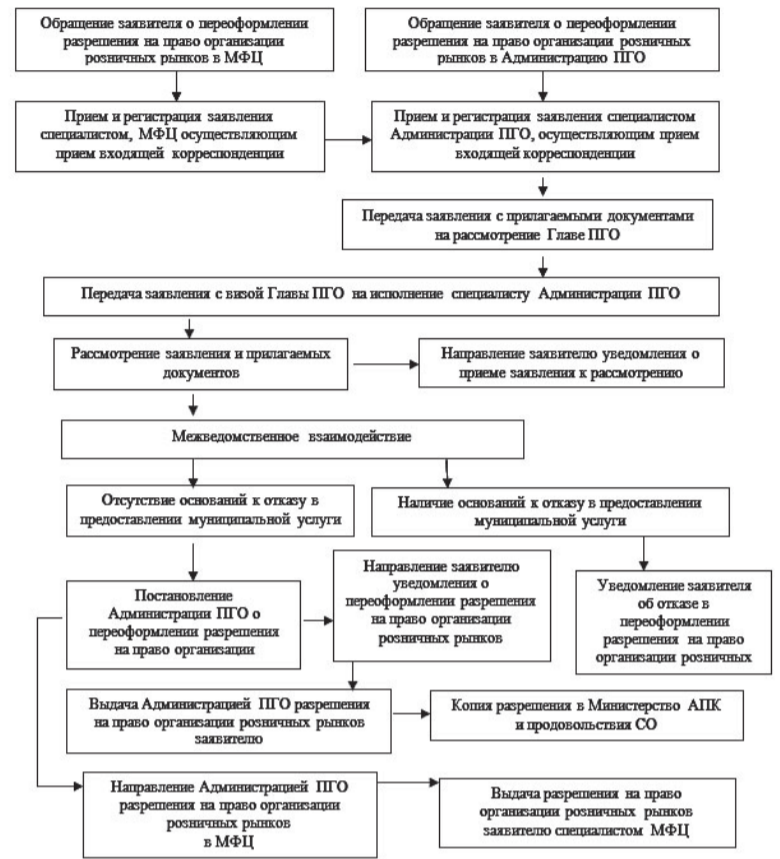 Обращение заявителя о переоформлении
разрешения на право организации
розничных рынков в МФЦ
Обращение заявителя о переоформлении
разрешения на право организации розничных
рынков в Администрацию ПГО
Прием и регистрация заявления
специалистом, МФЦ осуществляющим
прием входящей корреспонденции
Прием и регистрация заявления специалистом
Администрации ПГО, осуществляющим прием
входящей корреспонденции
Передача заявления с прилагаемыми документами
на рассмотрение Главе ПГО
Передача заявления с визой Главы ПГО на исполнение специалисту Администрации ПГО
Рассмотрение заявления и прилагаемых
документов
Направление заявителю уведомления о
приеме заявления к рассмотрению
Межведомственное взаимодействие
Отсутствие оснований к отказу в
предоставлении муниципальной услуги
Наличие оснований к отказу в предоставлении
муниципальной услуги
Постановление
Администрации ПГО о
переоформлении разрешения
на право организации
Направление заявителю
уведомления о
переоформлении разрешения
на право организации
розничных рынков
Уведомление заявителя
об отказе в
переоформлении
разрешения на право
организации розничных
Выдача Администрацией ПГО разрешения
на право организации розничных рынков
заявителю
Копия разрешения в Министерство АПК
и продовольствия СО
Направление Администрацией ПГО
разрешения на право организации
розничных рынков
в МФЦ
Выдача разрешения на право
организации розничных рынков
заявителю специалистом МФЦ